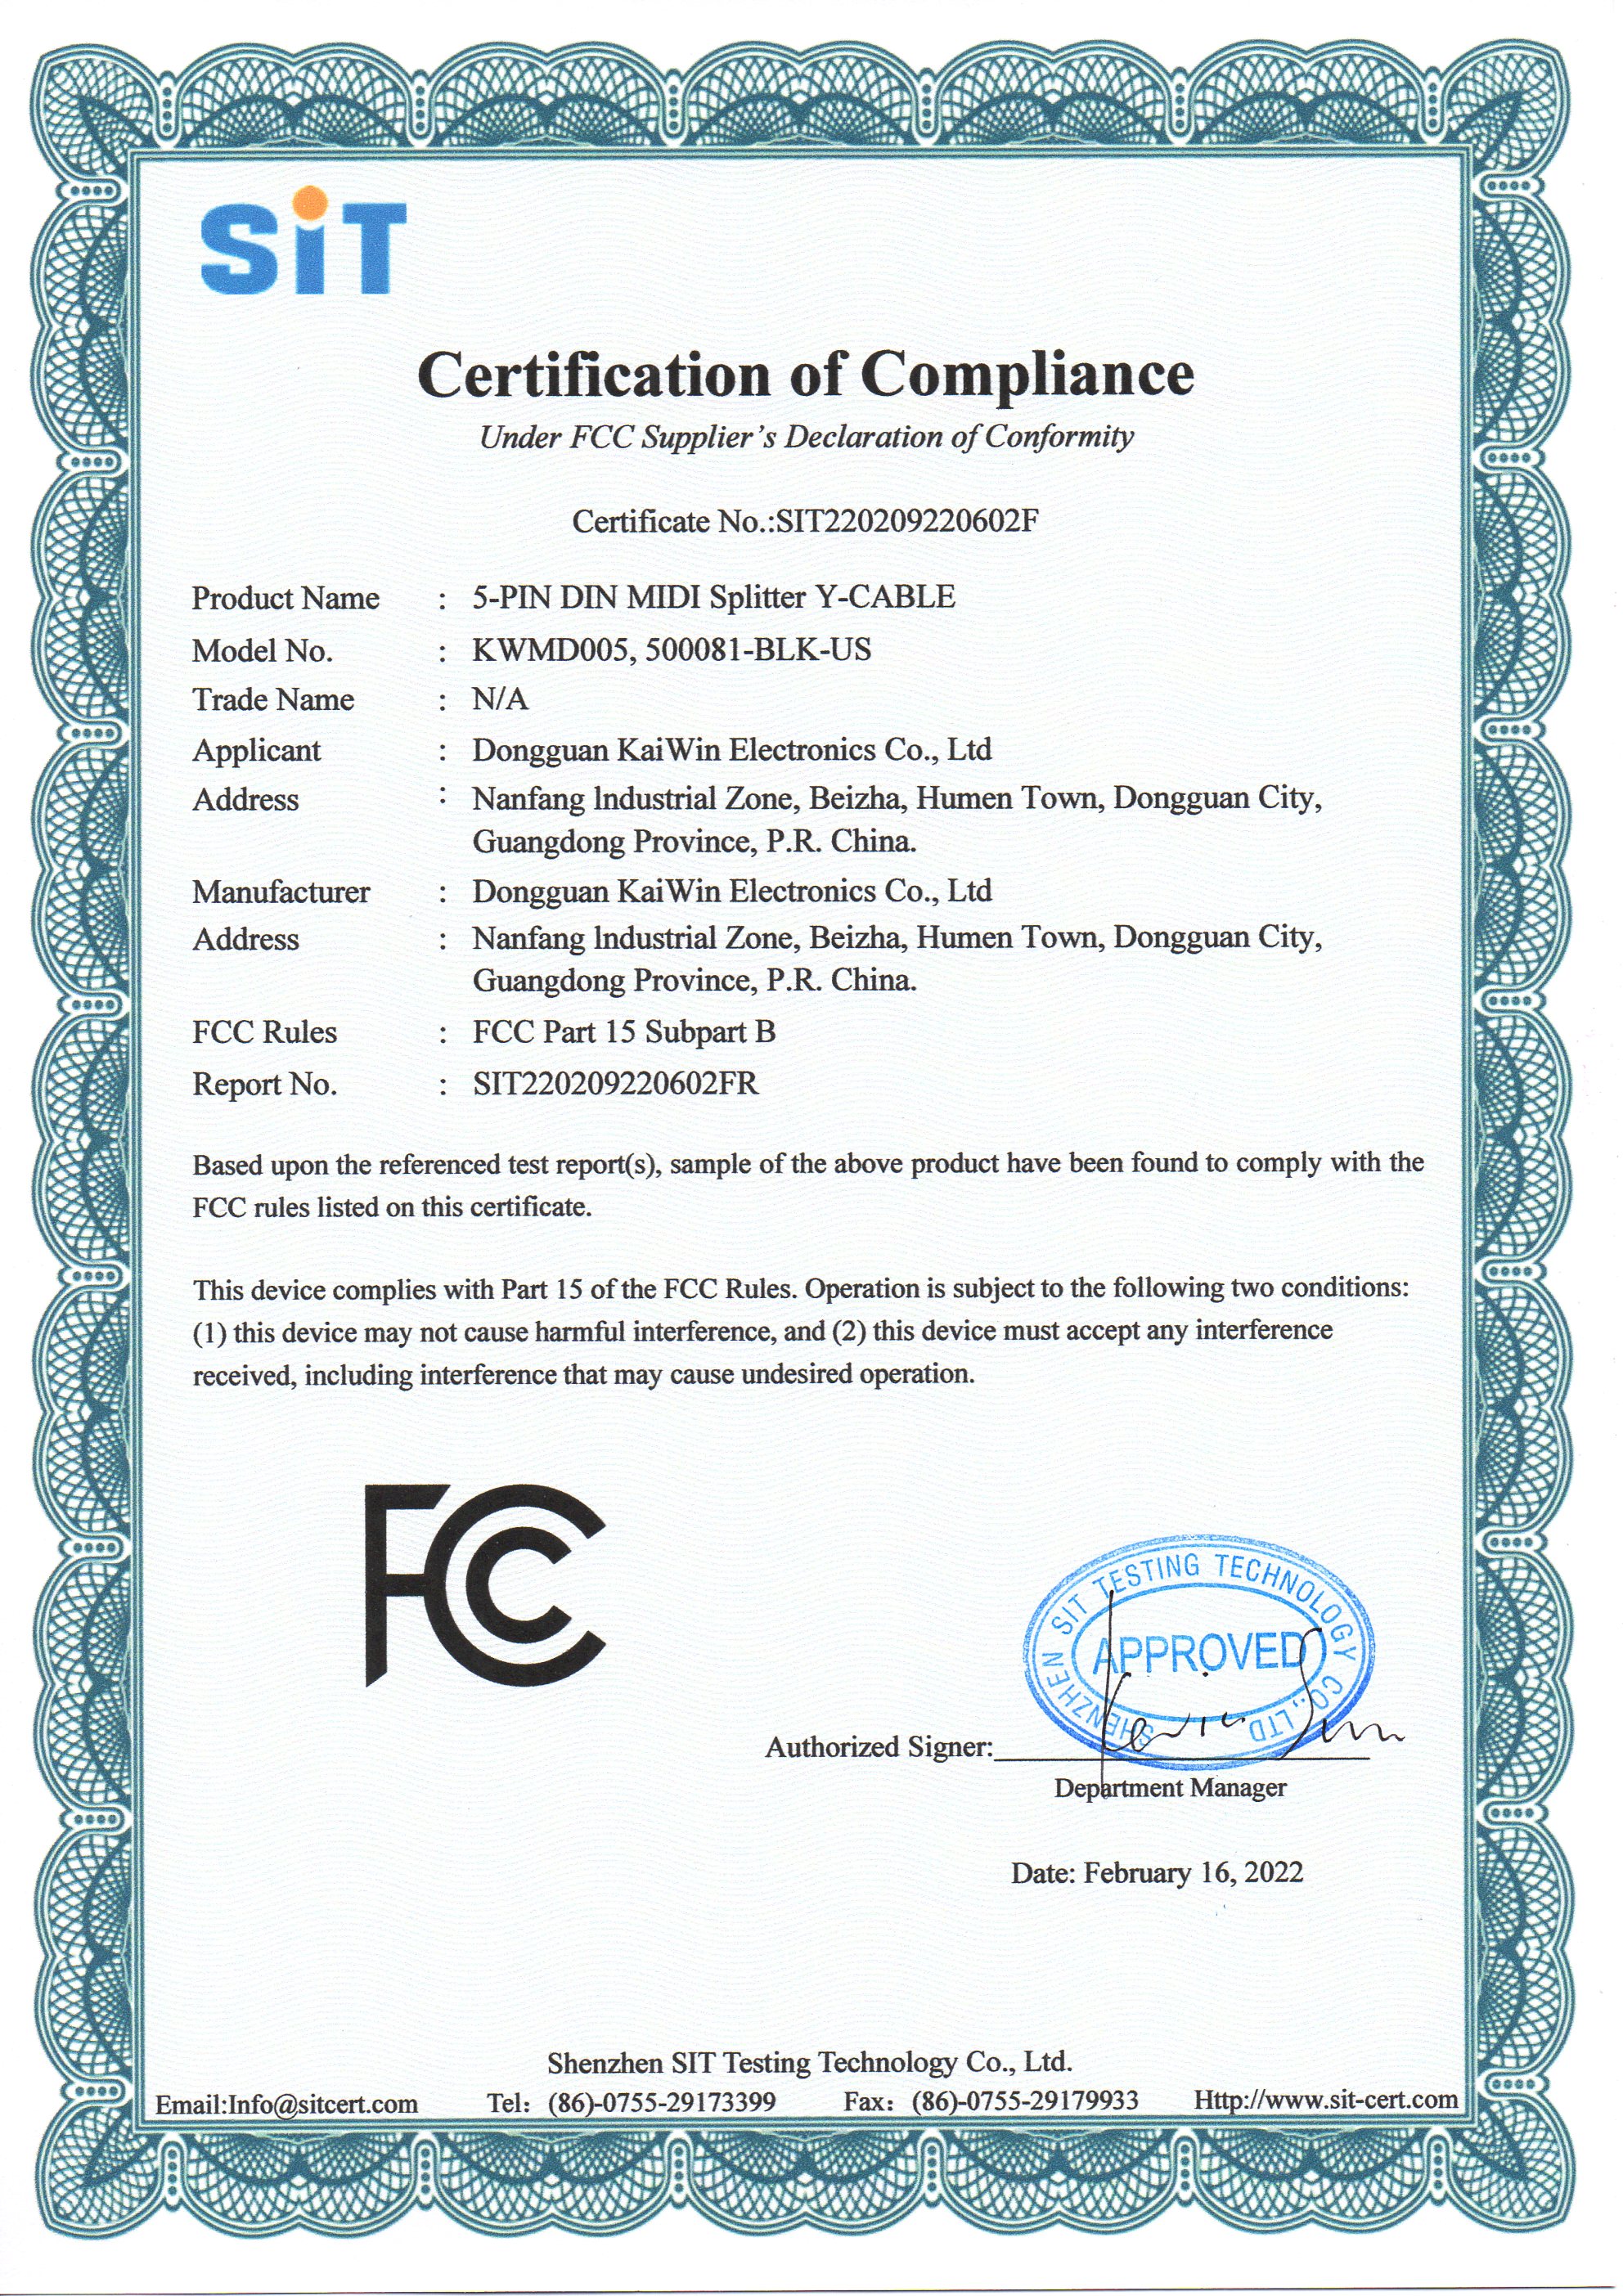 SiT
Certification of Compliance
Under FCC Supplier's Declaration of Conformity
Certificate No.:SIT220209220602F
Product Name : 5-PIN DIN MIDI Splitter Y-CABLE
Model No. : KWMD005, 500081-BLK-US
Trade Name : N/A
Applicant : Dongguan KaiWin Electronics Co., Ltd
Address : Nanfang lndustrial Zone, Beizha, Humen Town, Dongguan City,
Guangdong Province, P.R. China.
Manufacturer : Dongguan KaiWin Electronics Co., Ltd
Address : Nanfang lndustrial Zone, Beizha, Humen Town, Dongguan City,
Guangdong Province, P.R. China.
FCC Rules : FCC Part 15 Subpart B
Report No. : SIT220209220602FR
Based upon the referenced test report(s), sample of the above product have been found to comply with the
FCC rules listed on this certificate.
This device complies with Part 15 of the FCC Rules. Operation is subject to the following two conditions:
(1) this device may not cause harmful interference, and (2) this device must accept any interference
received, including interference that may cause undesired operation.
FCC
SHENZHEN SIT TESTING TECHNOLOGY CO., LTD
APPROVED
Kevin Sun
Authorized Signer:
Department Manager
Date: February 16, 2022
Shenzhen SIT Testing Technology Co., Ltd.
Email:Info@sitcert.com Tel: (86)-0755-29173399 Fax: (86)-0755-29179933 Http://www.sit-cert.com